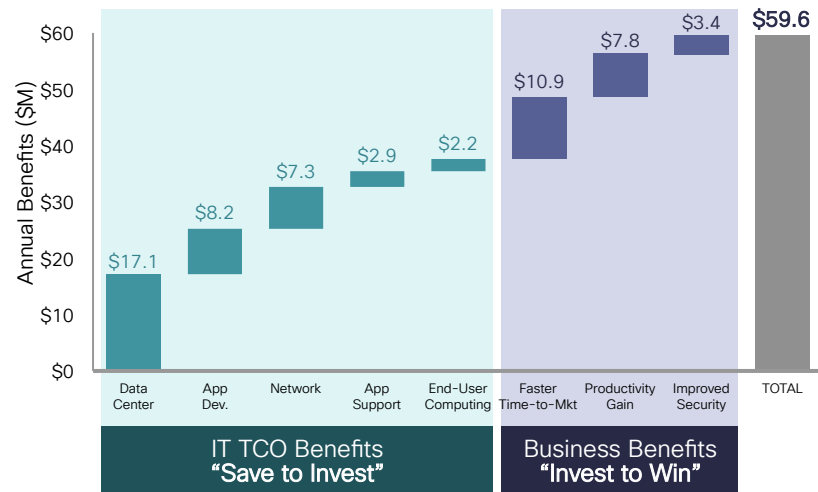 Annual Benefits ($M)
$60
$50
$40
$30
$20
$10
$0
$17.1
$8.2
$7.3
$2.9
$2.2
$10.9
$7.8
$3.4
$59.6
Data
Center
App
Dev.
Network
App
Support
End-User
Computing
Faster
Time-to-Mkt
Productivity
Gain
Improved
Security
TOTAL
IT TCO Benefits
“Save to Invest”
Business Benefits
“Invest to Win”